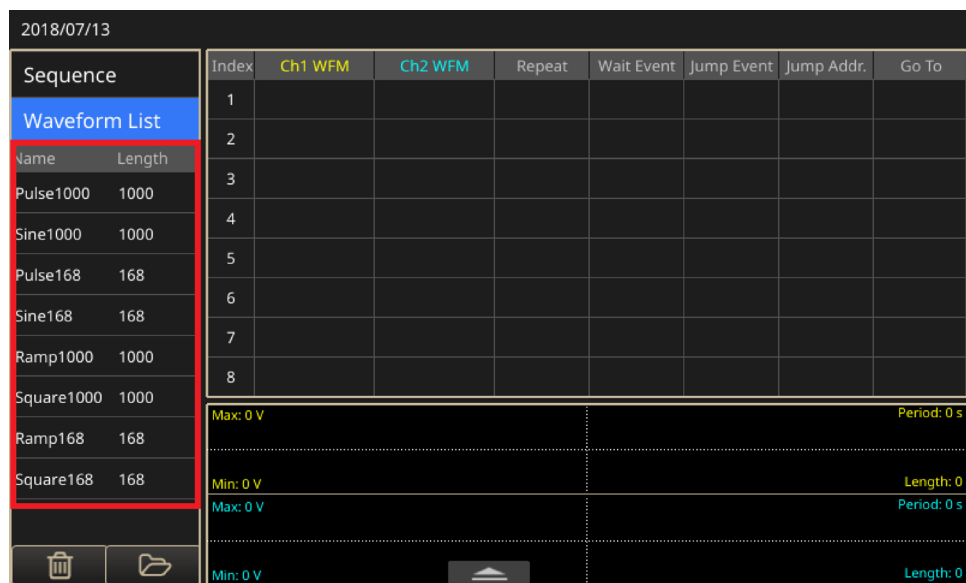 2018/07/13
Sequence
Waveform List
Name Length
Pulse1000 1000
Sine1000 1000
Pulse168 168
Sine168 168
Ramp1000 1000
Square1000 1000
Ramp168 168
Square168 168
Index Ch1 WFM Ch2 WFM Repeat Wait Event Jump Event Jump Addr. Go To
1
2
3
4
5
6
7
8
Max: 0 V Period: 0 s
Min: 0 V Length: 0
Max: 0 V Period: 0 s
Min: 0 V Length: 0